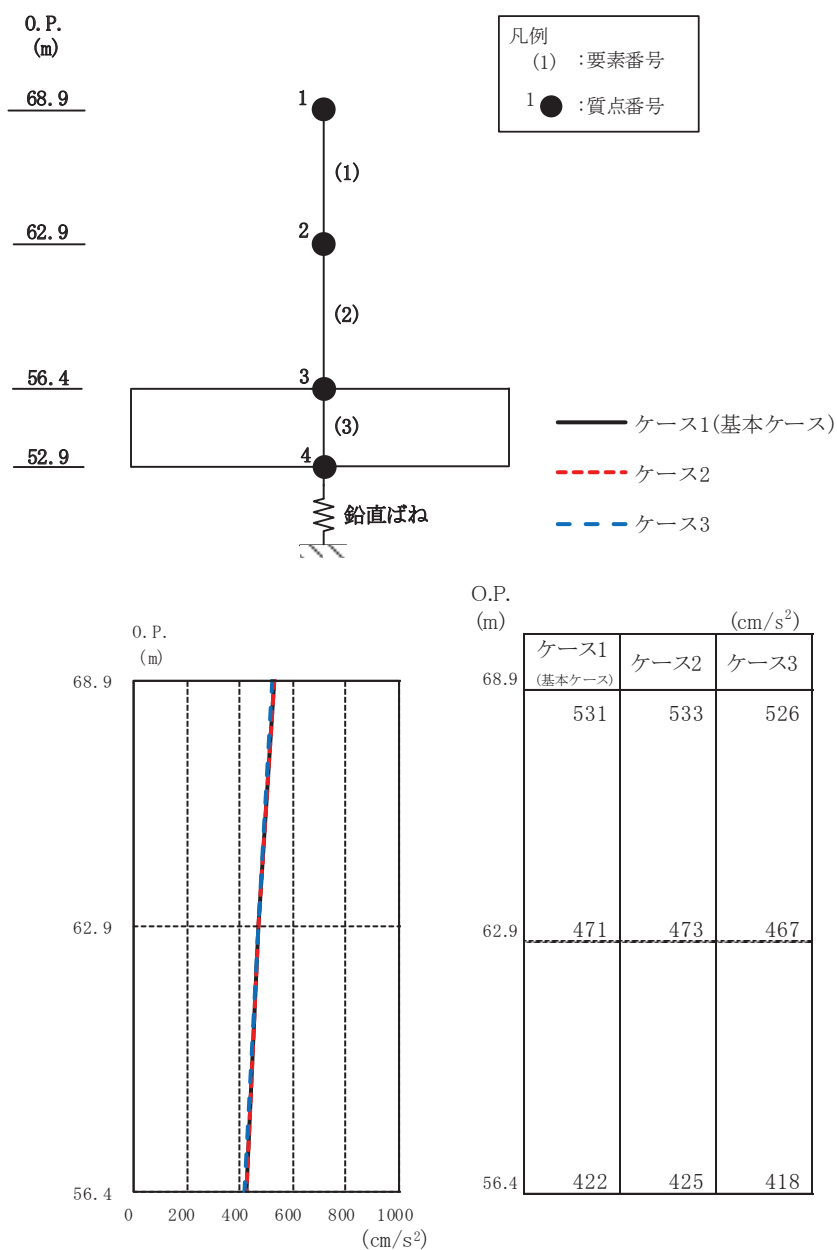 O.P.
(m)
68.9
62.9
56.4
52.9
1
(1)
2
(2)
3
(3)
4
鉛直ばね
凡例
(1) :要素番号
1 :質点番号
ケース1(基本ケース)
ケース2
ケース3
O.P.
(m)
68.9
62.9
56.4
0 200 400 600 800 1000
(cm/s²)
O.P.
(m) (cm/s²)
ケース1
(基本ケース) ケース2 ケース3
68.9
531 533 526
62.9 471 473 467
56.4 422 425 418